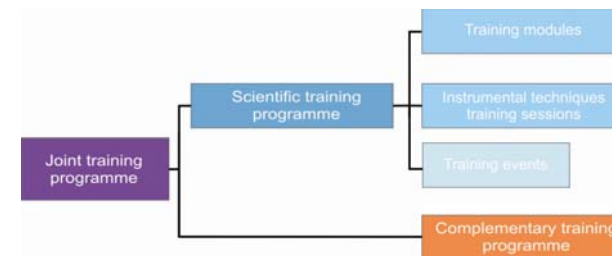 Training modules
Scientific training
programme
Instrumental techniques
training sessions
Joint training
programme
Training events
Complementary training
programme